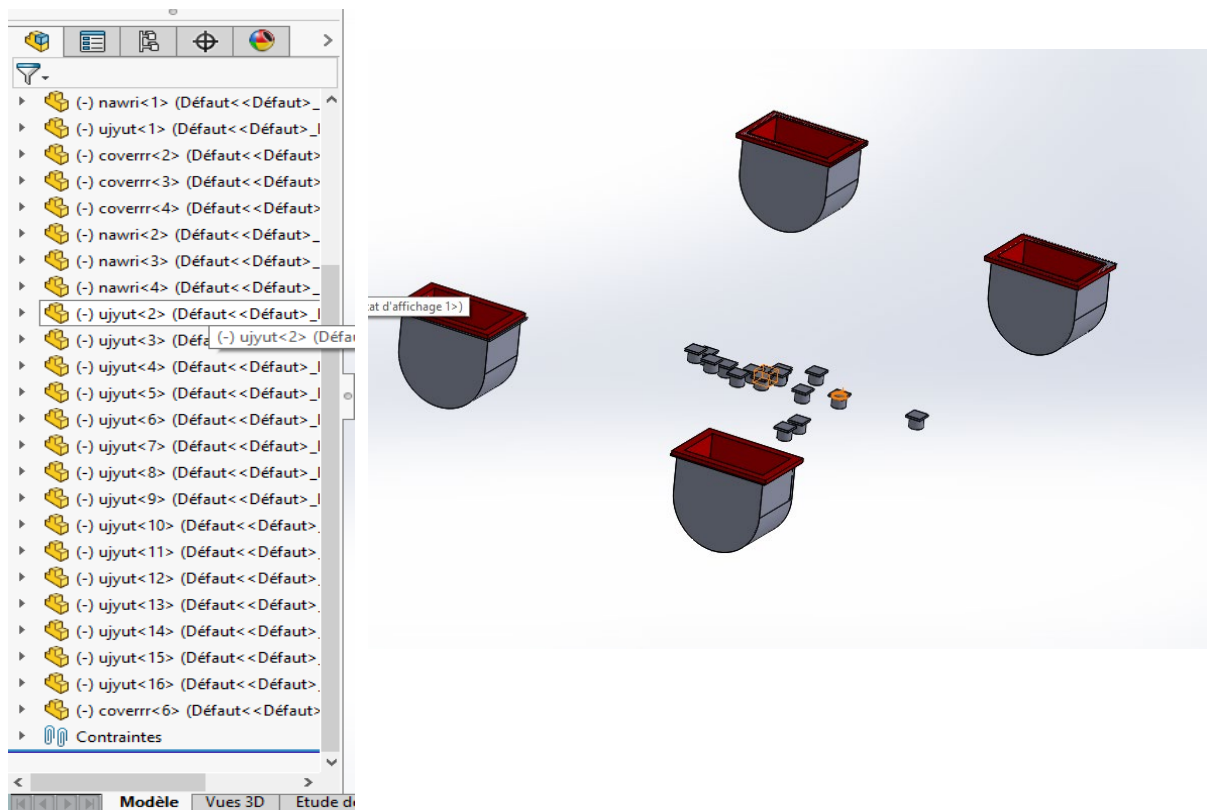 (-) nawri<1> (Défaut<<Défaut>_
(-) ujyut<1> (Défaut<<Défaut>_
(-) coverrr<2> (Défaut<<Défaut>
(-) coverrr<3> (Défaut<<Défaut>
(-) coverrr<4> (Défaut<<Défaut>
(-) nawri<2> (Défaut<<Défaut>_
(-) nawri<3> (Défaut<<Défaut>_
(-) nawri<4> (Défaut<<Défaut>_
(-) ujyut<2> (Défaut<<Défaut>_
tat d'affichage 1>)
(-) ujyut<3> (Défa
(-) ujyut<2> (Défau
(-) ujyut<4> (Défaut<<Défaut>_
(-) ujyut<5> (Défaut<<Défaut>_
(-) ujyut<6> (Défaut<<Défaut>_
(-) ujyut<7> (Défaut<<Défaut>_
(-) ujyut<8> (Défaut<<Défaut>_
(-) ujyut<9> (Défaut<<Défaut>_
(-) ujyut<10> (Défaut<<Défaut>_
(-) ujyut<11> (Défaut<<Défaut>_
(-) ujyut<12> (Défaut<<Défaut>_
(-) ujyut<13> (Défaut<<Défaut>_
(-) ujyut<14> (Défaut<<Défaut>_
(-) ujyut<15> (Défaut<<Défaut>_
(-) ujyut<16> (Défaut<<Défaut>_
(-) coverrr<6> (Défaut<<Défaut>
Contraintes
Modèle Vues 3D Etude de